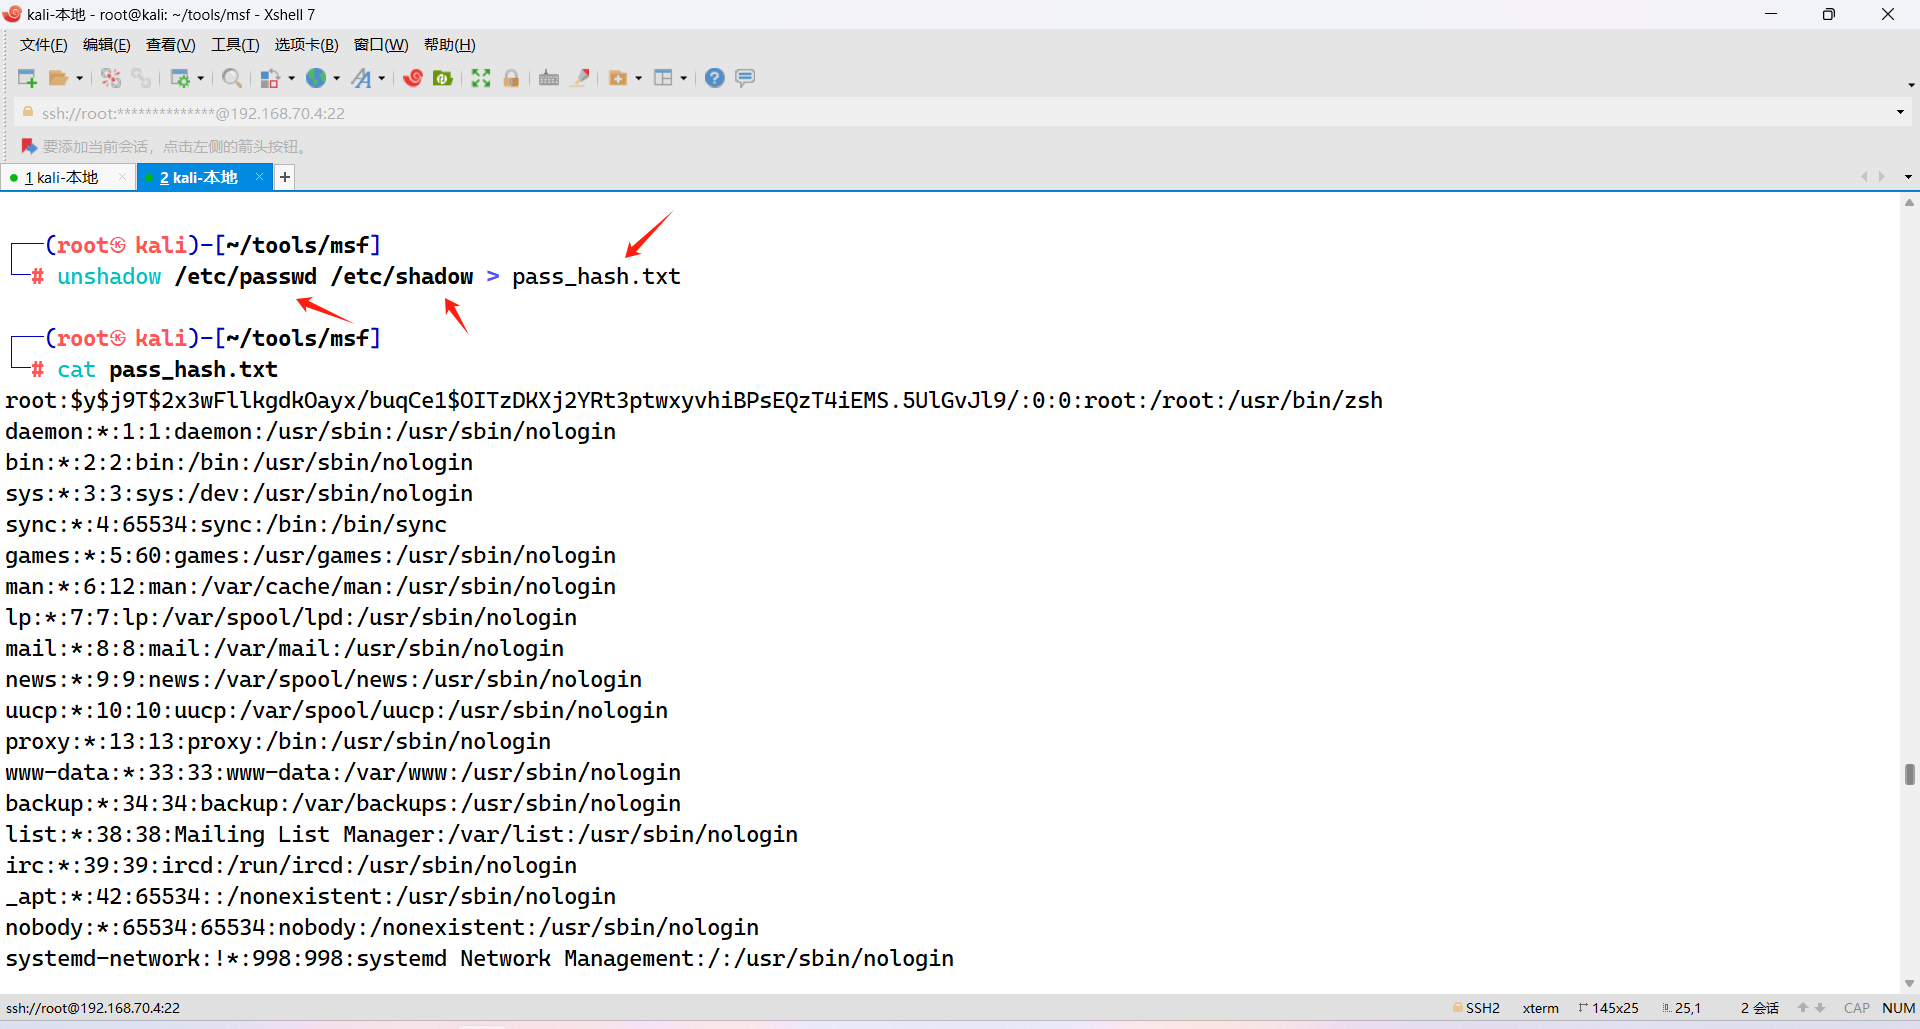 kali-本地 - root@kali: ~/tools/msf - Xshell 7
文件(F) 编辑(E) 查看(V) 工具(T) 选项卡(B) 窗口(W) 帮助(H)
ssh://root:**************@192.168.70.4:22
要添加当前会话，点击左侧的箭头按钮。
1 kali-本地 × 2 kali-本地 × +
┌──(root㉿ kali)-[~/tools/msf]
└─# unshadow /etc/passwd /etc/shadow > pass_hash.txt
┌──(root㉿ kali)-[~/tools/msf]
└─# cat pass_hash.txt
root:$y$j9T$2x3wFllkgdkOayx/buqCe1$OITzDKXj2YRt3ptwxyvhiBPsEQzT4iEMS.5UlGvJl9/:0:0:root:/root:/usr/bin/zsh
daemon:*:1:1:daemon:/usr/sbin:/usr/sbin/nologin
bin:*:2:2:bin:/bin:/usr/sbin/nologin
sys:*:3:3:sys:/dev:/usr/sbin/nologin
sync:*:4:65534:sync:/bin:/bin/sync
games:*:5:60:games:/usr/games:/usr/sbin/nologin
man:*:6:12:man:/var/cache/man:/usr/sbin/nologin
lp:*:7:7:lp:/var/spool/lpd:/usr/sbin/nologin
mail:*:8:8:mail:/var/mail:/usr/sbin/nologin
news:*:9:9:news:/var/spool/news:/usr/sbin/nologin
uucp:*:10:10:uucp:/var/spool/uucp:/usr/sbin/nologin
proxy:*:13:13:proxy:/bin:/usr/sbin/nologin
www-data:*:33:33:www-data:/var/www:/usr/sbin/nologin
backup:*:34:34:backup:/var/backups:/usr/sbin/nologin
list:*:38:38:Mailing List Manager:/var/list:/usr/sbin/nologin
irc:*:39:39:ircd:/run/ircd:/usr/sbin/nologin
_apt:*:42:65534::/nonexistent:/usr/sbin/nologin
nobody:*:65534:65534:nobody:/nonexistent:/usr/sbin/nologin
systemd-network:!*:998:998:systemd Network Management:/:/usr/sbin/nologin
ssh://root@192.168.70.4:22 SSH2 xterm 145x25 25,1 2 会话 CAP NUM